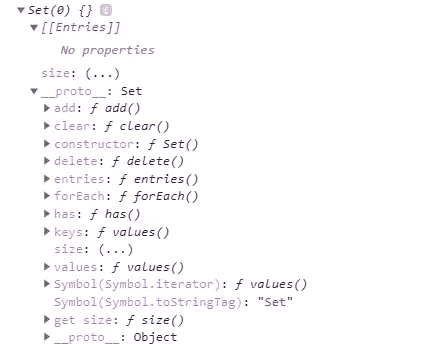 Set(0) {} i
[[Entries]]
No properties
size: (...)
__proto__: Set
add: ƒ add()
clear: ƒ clear()
constructor: ƒ Set()
delete: ƒ delete()
entries: ƒ entries()
forEach: ƒ forEach()
has: ƒ has()
keys: ƒ values()
size: (...)
values: ƒ values()
Symbol(Symbol.iterator): ƒ values()
Symbol(Symbol.toStringTag): "Set"
get size: ƒ size()
__proto__: Object